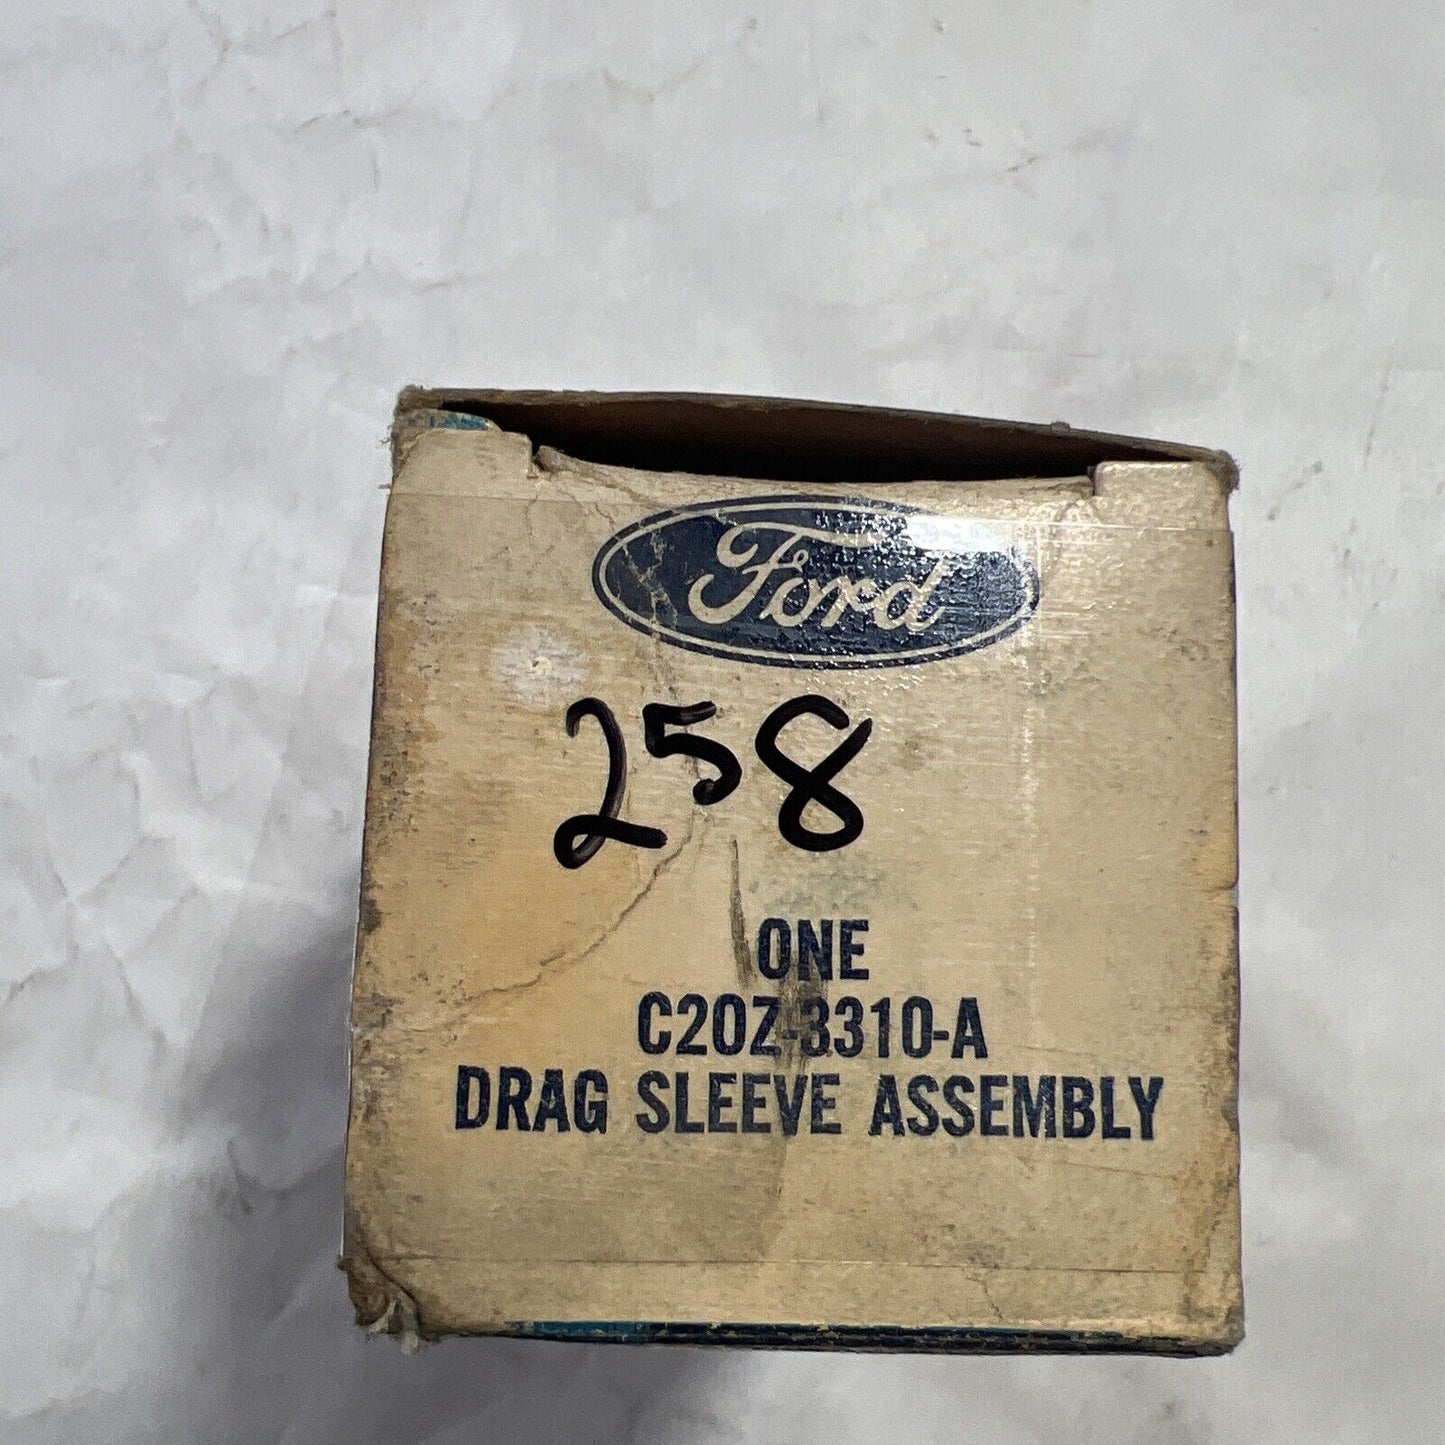 Ford
258
ONE
C2OZ-3310-A
DRAG SLEEVE ASSEMBLY